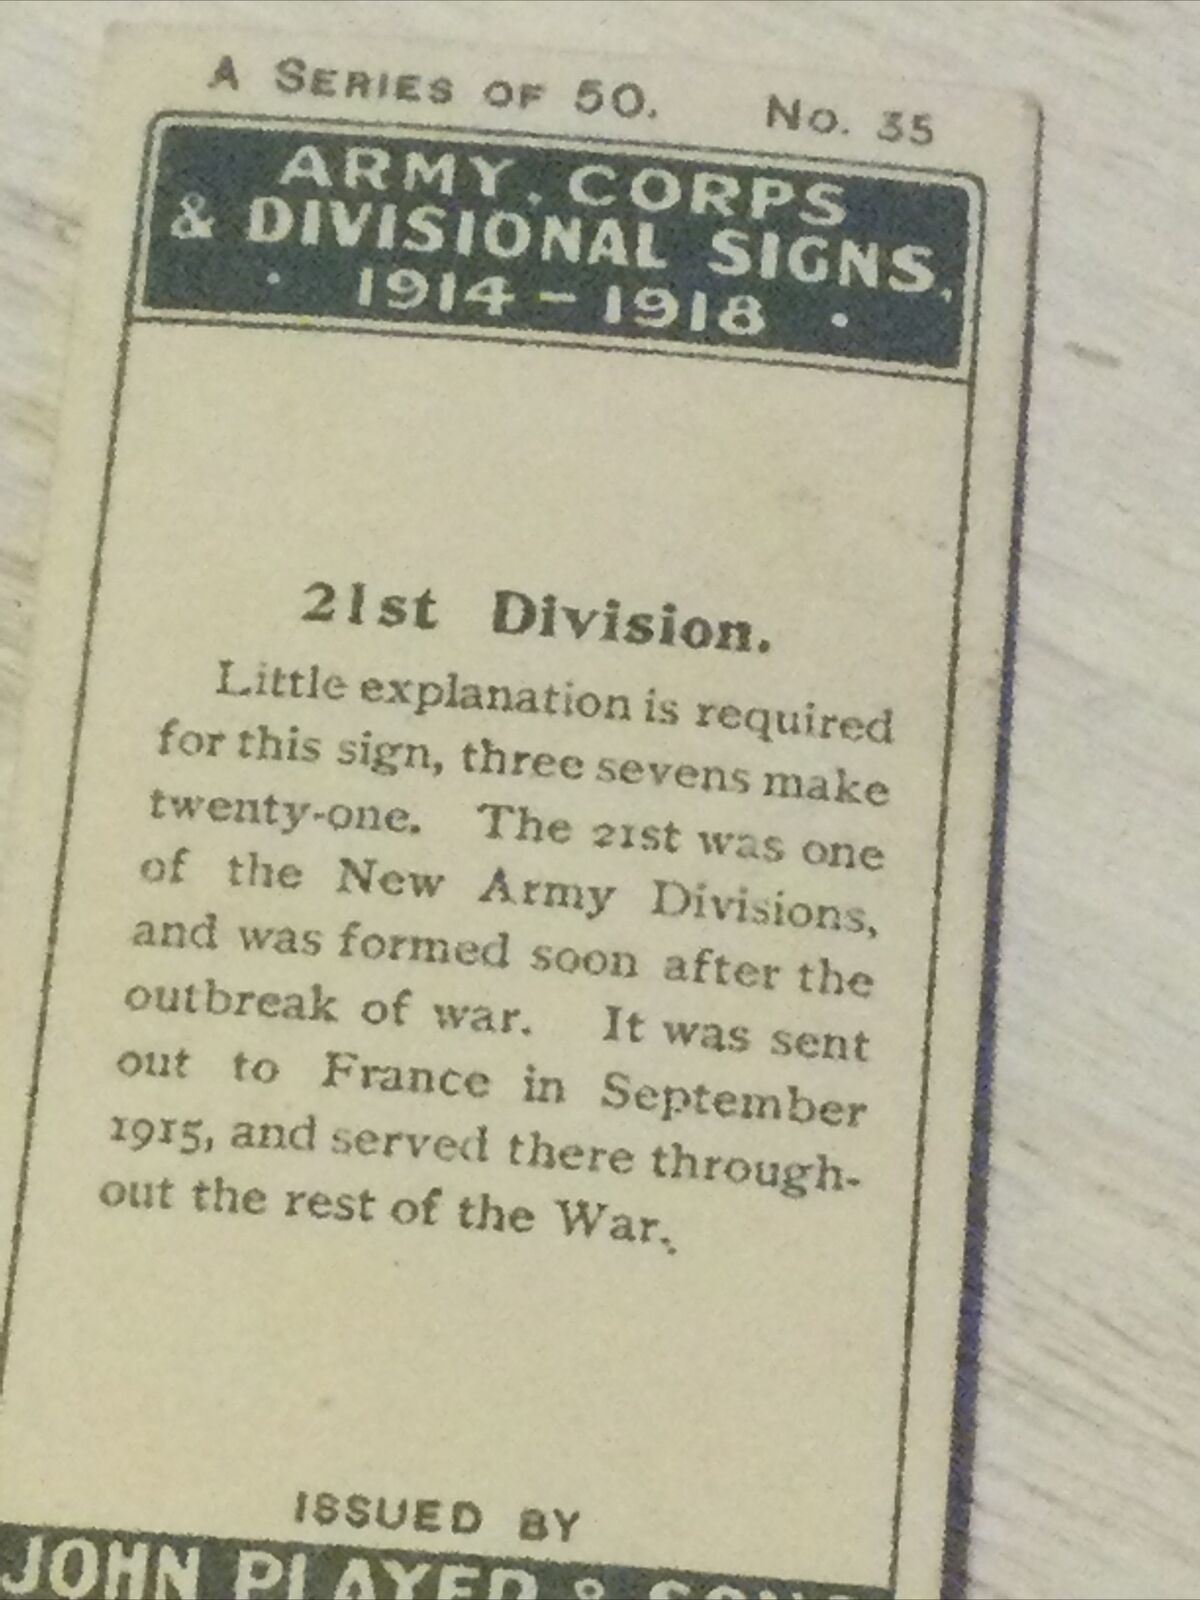 A SERIES OF 50. No. 35
ARMY, CORPS
& DIVISIONAL SIGNS,
· 1914 – 1918 ·
21st Division.
Little explanation is required
for this sign, three sevens make
twenty-one. The 21st was one
of the New Army Divisions,
and was formed soon after the
outbreak of war. It was sent
out to France in September
1915, and served there through-
out the rest of the War.
ISSUED BY
JOHN PLAYER & SONS